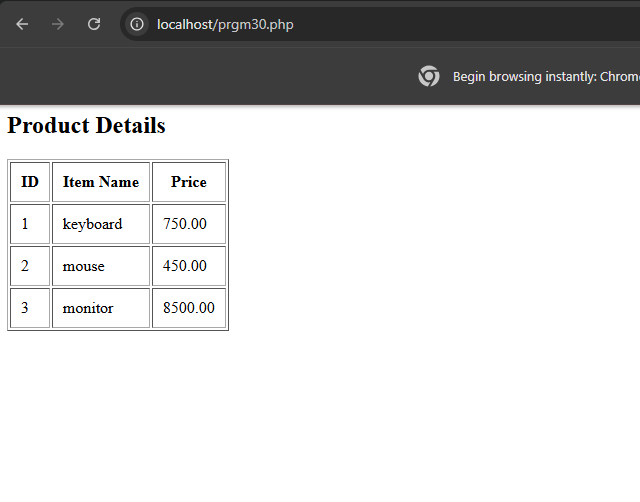 localhost/prgm30.php
Begin browsing instantly: Chrome
Product Details
ID Item Name Price
1 keyboard 750.00
2 mouse 450.00
3 monitor 8500.00